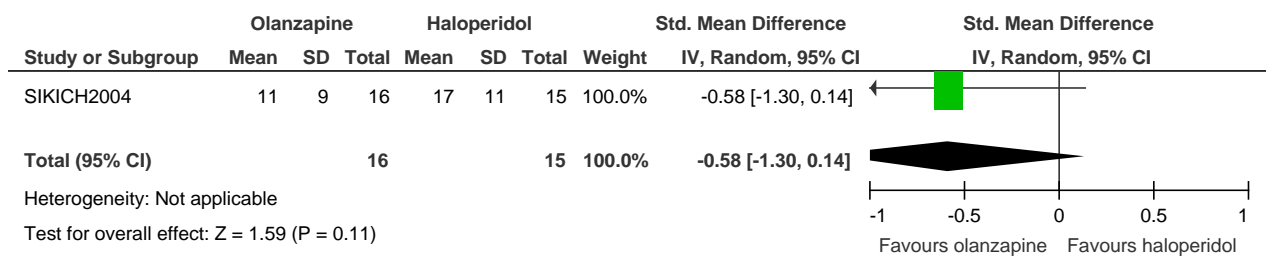 Olanzapine Haloperidol Std. Mean Difference Std. Mean Difference
Study or Subgroup Mean SD Total Mean SD Total Weight IV, Random, 95% CI IV, Random, 95% CI
SIKICH2004 11 9 16 17 11 15 100.0% -0.58 [-1.30, 0.14]
Total (95% CI) 16 15 100.0% -0.58 [-1.30, 0.14]
Heterogeneity: Not applicable
Test for overall effect: Z = 1.59 (P = 0.11)
-1 -0.5 0 0.5 1
Favours olanzapine Favours haloperidol